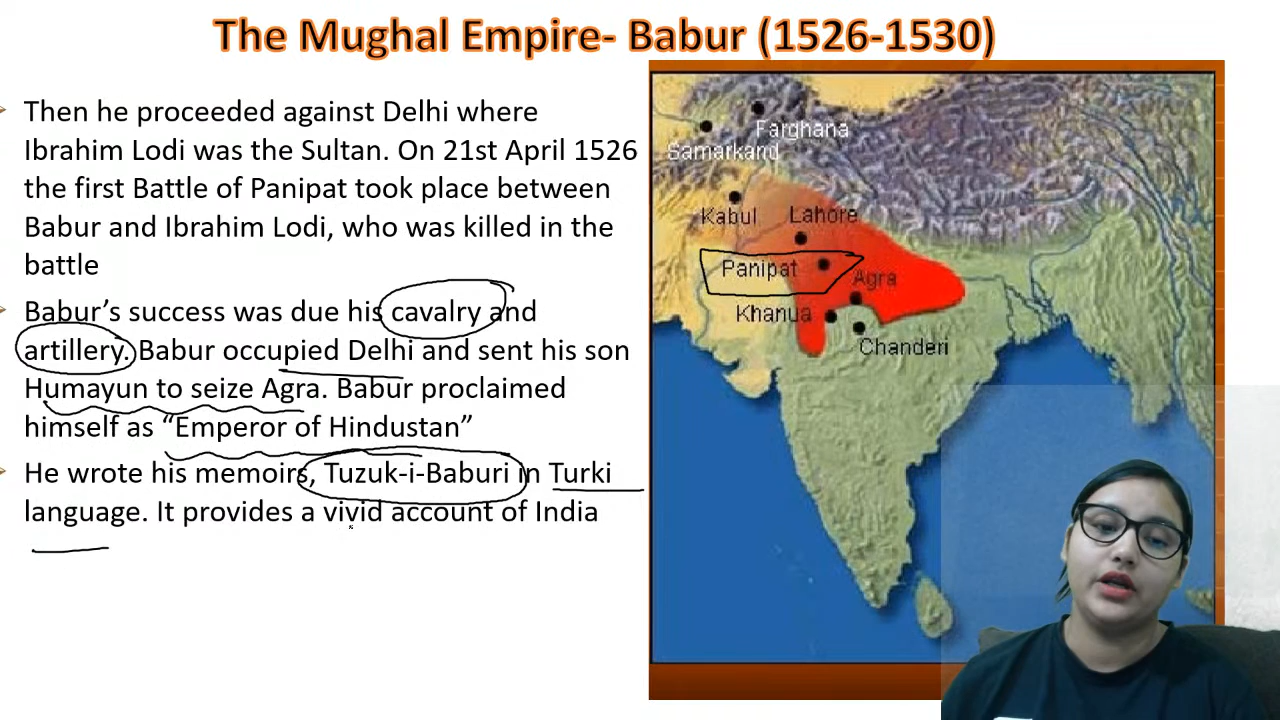 The Mughal Empire- Babur (1526-1530)
Then he proceeded against Delhi where
Ibrahim Lodi was the Sultan. On 21st April 1526
the first Battle of Panipat took place between
Babur and Ibrahim Lodi, who was killed in the
battle
Babur’s success was due his cavalry and
artillery. Babur occupied Delhi and sent his son
Humayun to seize Agra. Babur proclaimed
himself as “Emperor of Hindustan”
He wrote his memoirs, Tuzuk-i-Baburi in Turki
language. It provides a vivid account of India
Farghana
Samarkand
Kabul
Lahore
Panipat
Agra
Khanua
Chanderi